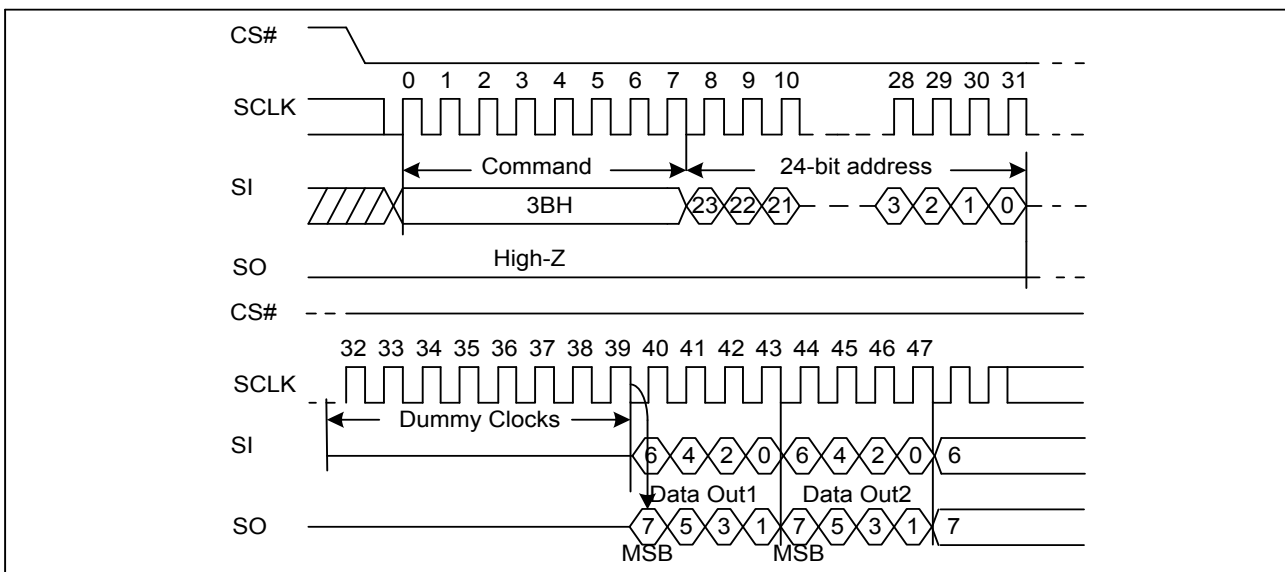 CS#
0 1 2 3 4 5 6 7 8 9 10 28 29 30 31
SCLK
Command 24-bit address
SI
3BH 23 22 21 3 2 1 0
High-Z
SO
CS#
32 33 34 35 36 37 38 39 40 41 42 43 44 45 46 47
SCLK
Dummy Clocks
SI
6 4 2 0 6 4 2 0 6
Data Out1 Data Out2
SO
7 5 3 1 7 5 3 1 7
MSB MSB